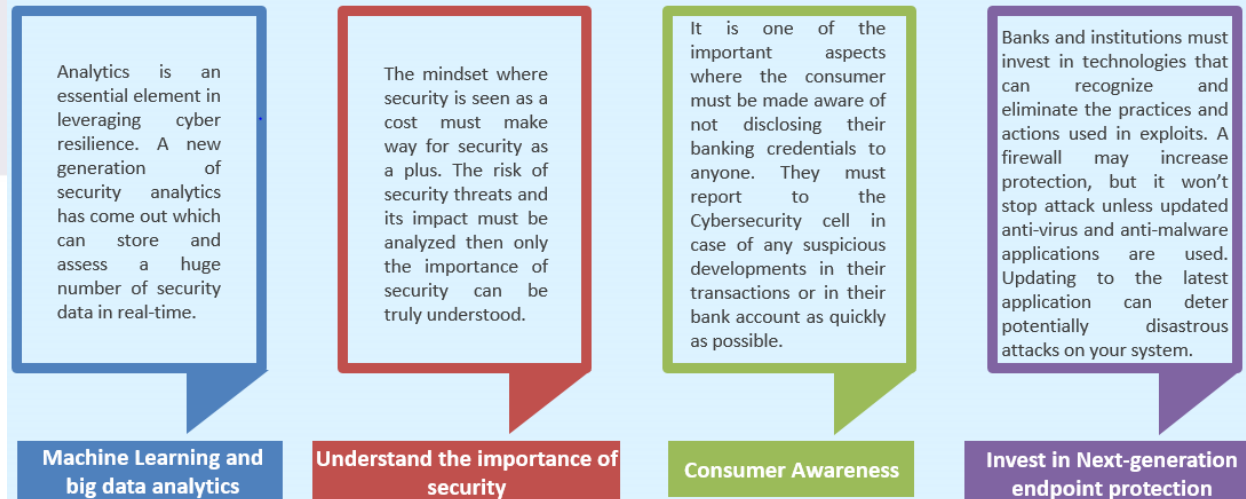 Analytics is an
essential element in
leveraging cyber
resilience. A new
generation of
security analytics
has come out which
can store and
assess a huge
number of security
data in real-time.
Machine Learning and
big data analytics
The mindset where
security is seen as a
cost must make
way for security as
a plus. The risk of
security threats and
its impact must be
analyzed then only
the importance of
security can be
truly understood.
Understand the importance of
security
It is one of the
important aspects
where the consumer
must be made aware of
not disclosing their
banking credentials to
anyone. They must
report to the
Cybersecurity cell in
case of any suspicious
developments in their
transactions or in their
bank account as quickly
as possible.
Consumer Awareness
Banks and institutions must
invest in technologies that
can recognize and
eliminate the practices and
actions used in exploits. A
firewall may increase
protection, but it won’t
stop attack unless updated
anti-virus and anti-malware
applications are used.
Updating to the latest
application can deter
potentially disastrous
attacks on your system.
Invest in Next-generation
endpoint protection